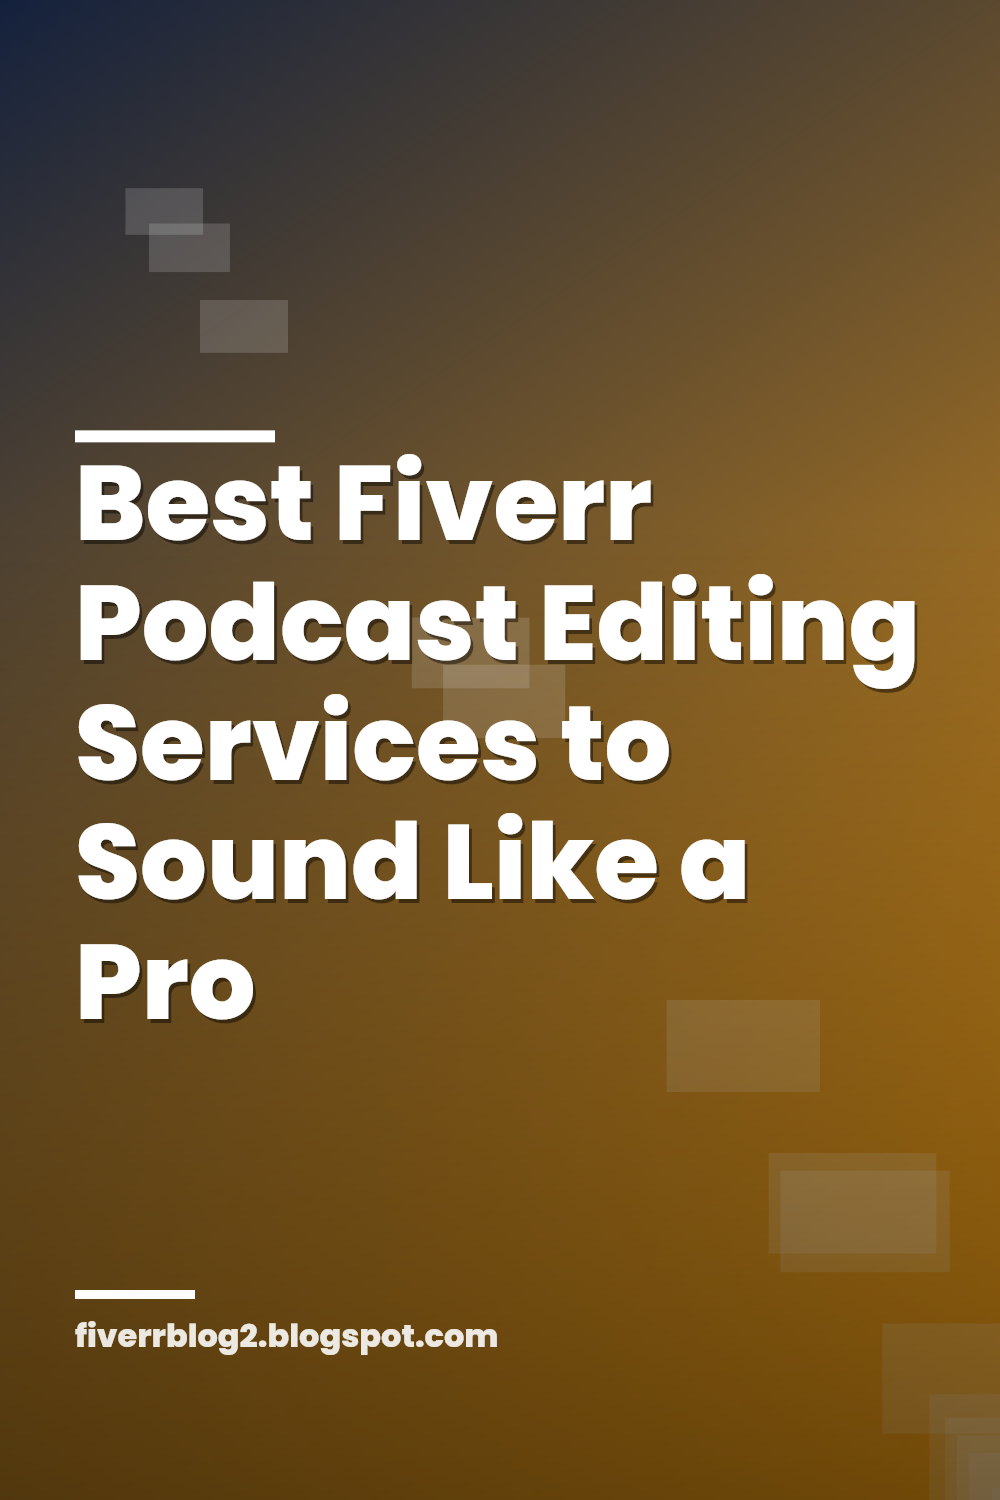 Best Fiverr
Podcast Editing
Services to
Sound Like a
Pro
fiverrblog2.blogspot.com